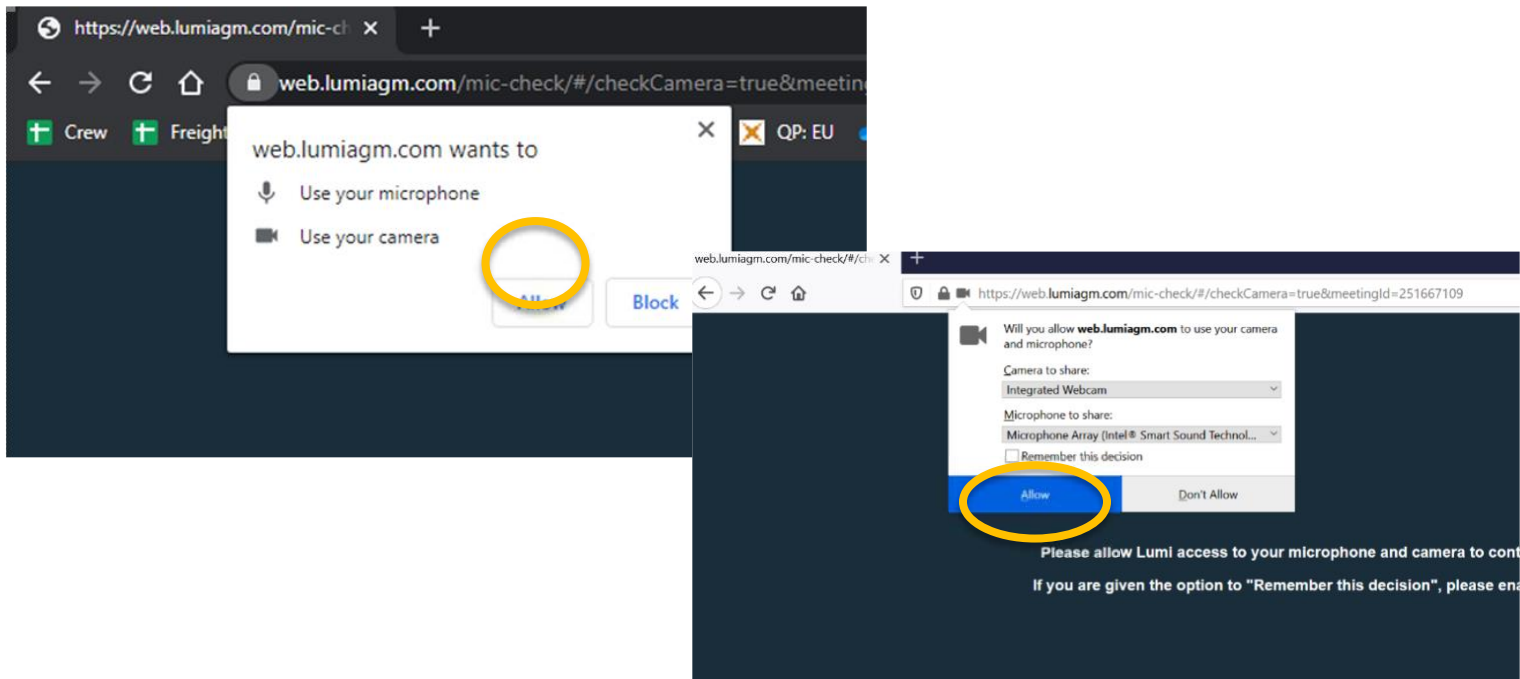 https://web.lumiagm.com/mic-ch
web.lumiagm.com/mic-check/#/checkCamera=true&meetin
Crew Freight QP: EU
web.lumiagm.com wants to
Use your microphone
Use your camera
Allow Block
web.lumiagm.com/mic-check/#/ch
https://web.lumiagm.com/mic-check/#/checkCamera=true&meetingId=251667109
Will you allow web.lumiagm.com to use your camera
and microphone?
Camera to share:
Integrated Webcam
Microphone to share:
Microphone Array (Intel® Smart Sound Technol...
Remember this decision
Allow Don't Allow
Please allow Lumi access to your microphone and camera to cont
If you are given the option to "Remember this decision", please ena